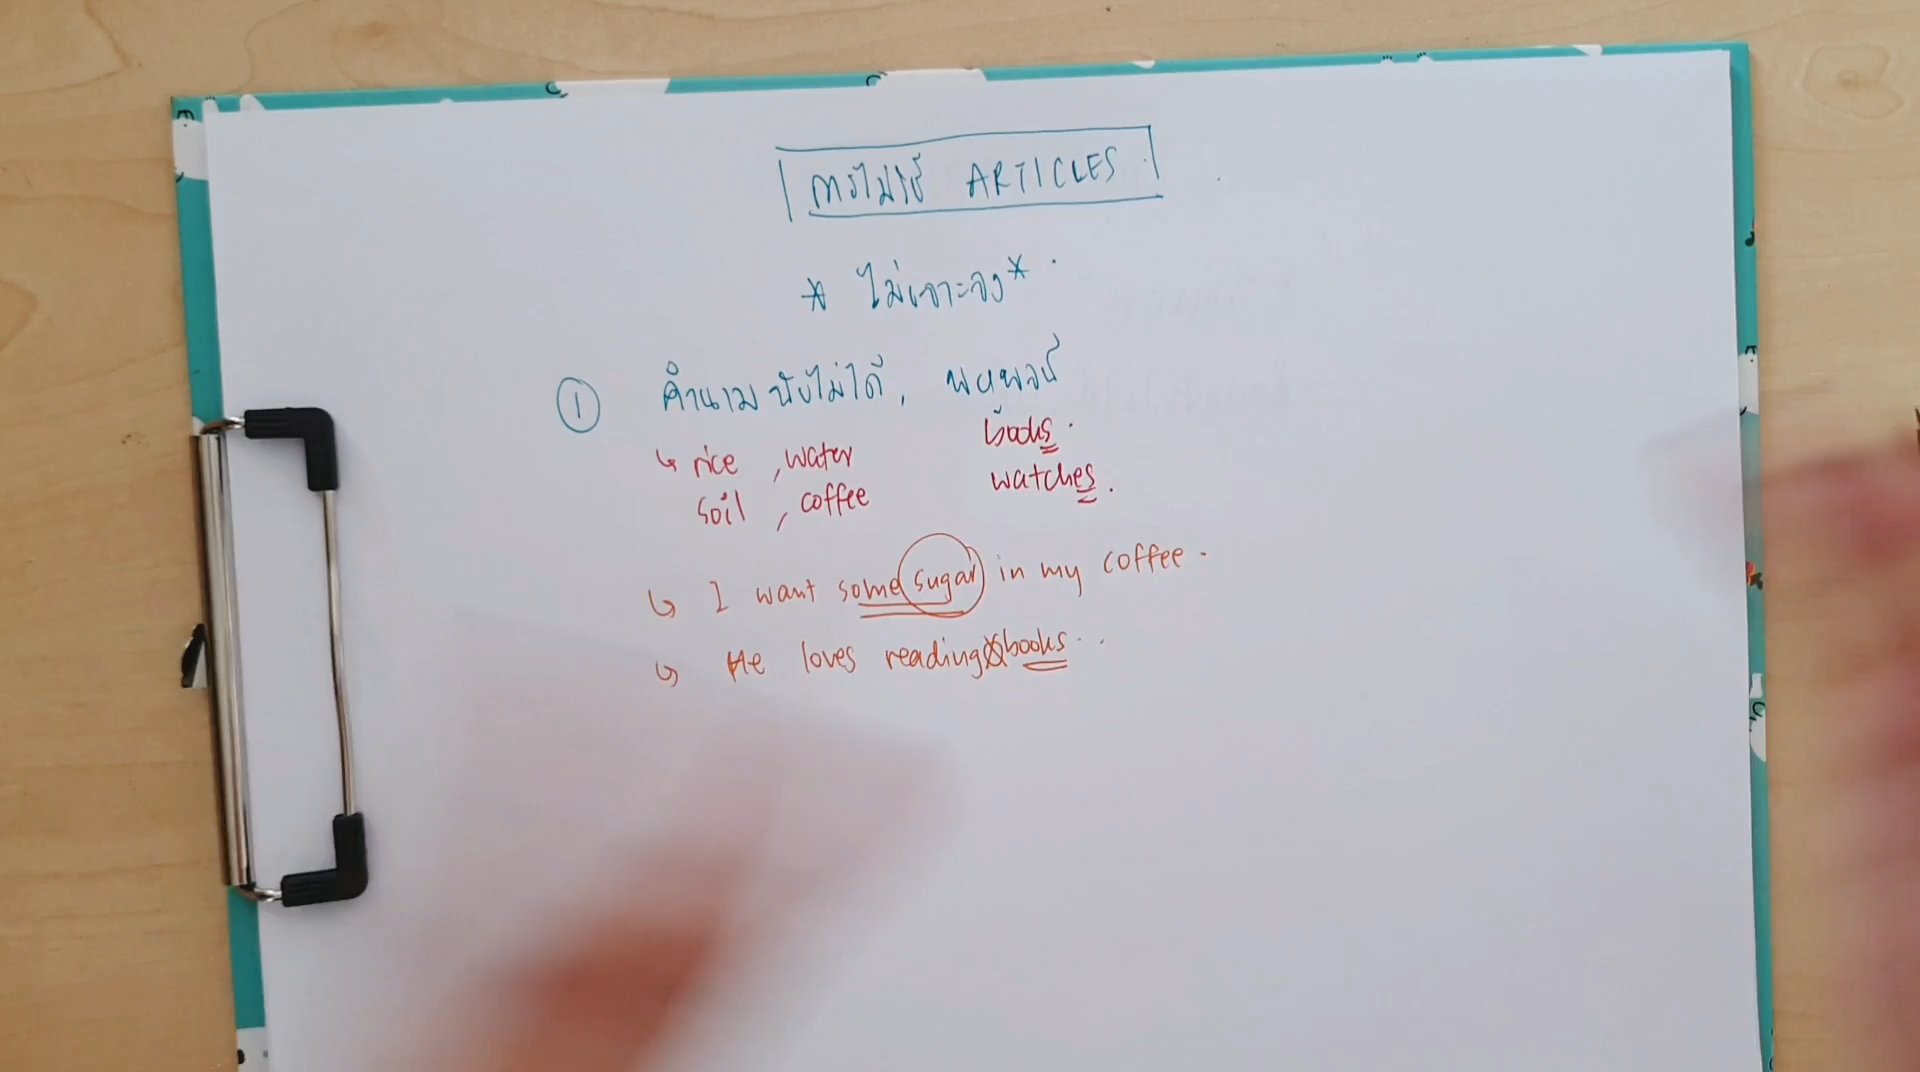 การไม่ใช้ ARTICLES
* ไม่เจาะจง *
① คำนามนับไม่ได้, พหูพจน์
↳ rice , water books.
soil , coffee watches.
↳ I want some sugar in my coffee.
↳ He loves reading books.